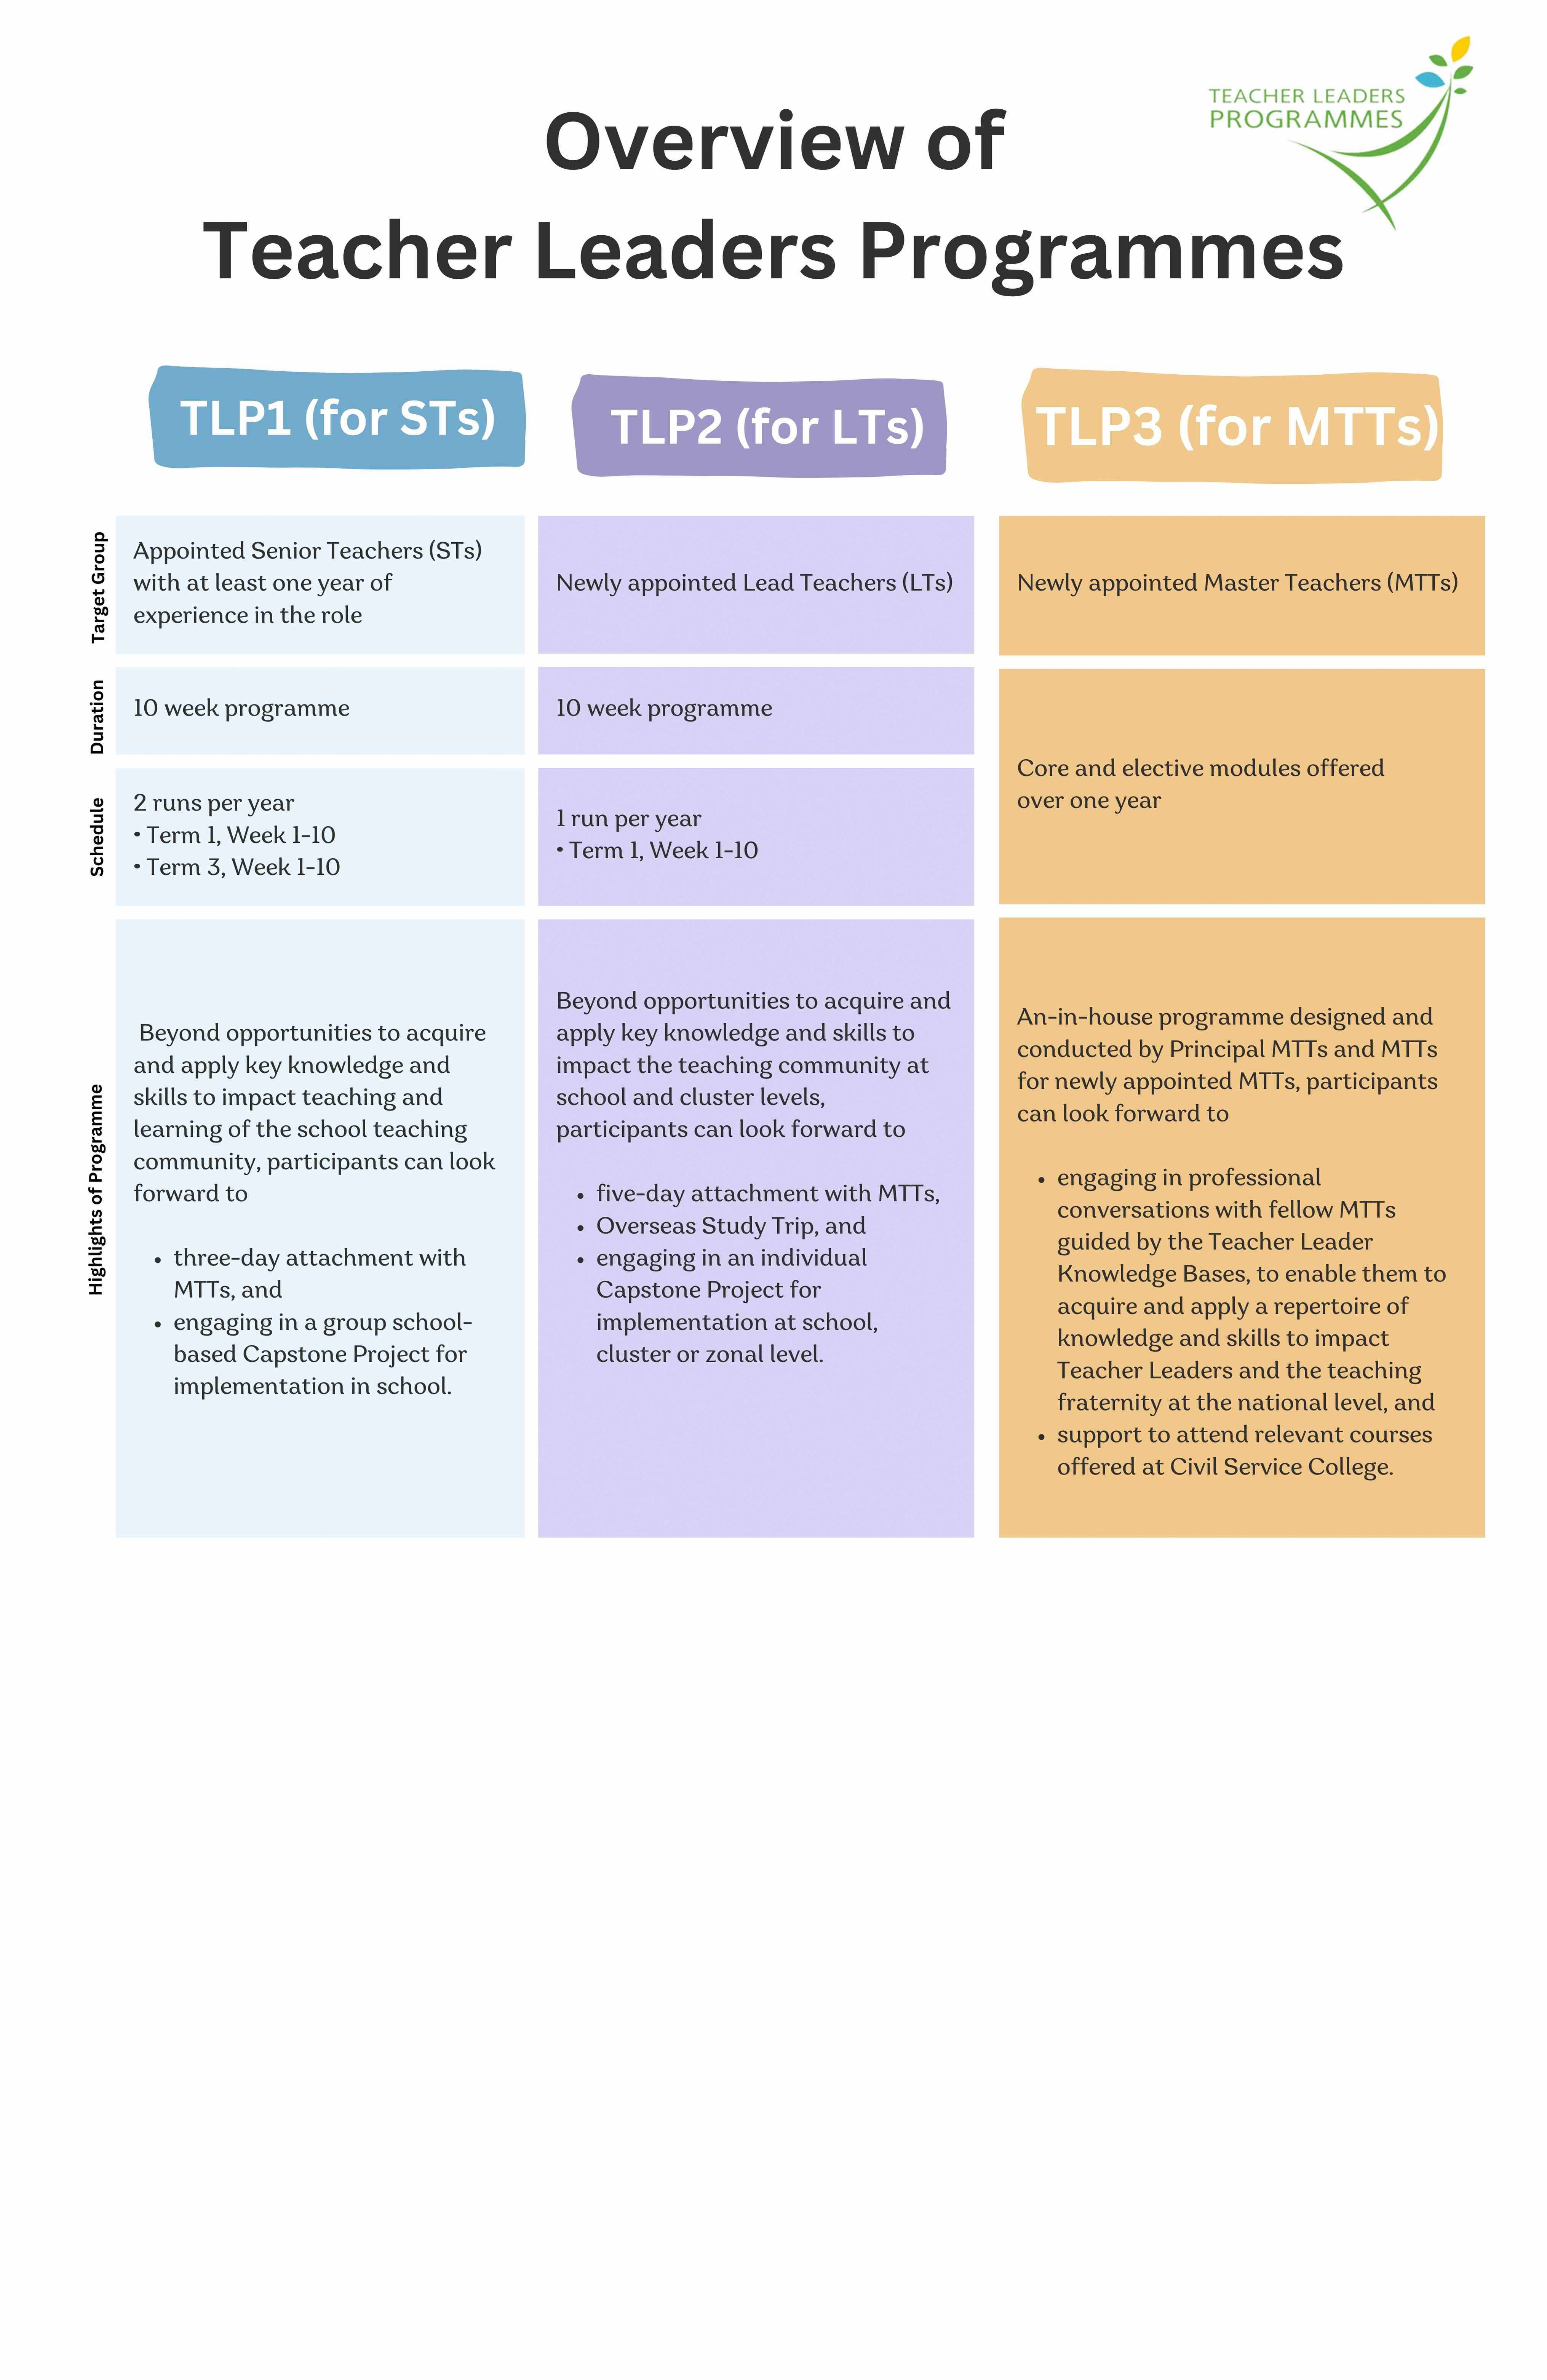 TEACHER LEADERS
PROGRAMMES
Overview of
Teacher Leaders Programmes
TLP1 (for STs)
TLP2 (for LTs)
TLP3 (for MTTs)
Target Group
Appointed Senior Teachers (STs)
with at least one year of
experience in the role
Newly appointed Lead Teachers (LTs)
Newly appointed Master Teachers (MTTs)
Duration
10 week programme
10 week programme
Core and elective modules offered
over one year
Schedule
2 runs per year
• Term 1, Week 1-10
• Term 3, Week 1-10
1 run per year
• Term 1, Week 1-10
Highlights of Programme
Beyond opportunities to acquire
and apply key knowledge and
skills to impact teaching and
learning of the school teaching
community, participants can look
forward to
• three-day attachment with
MTTs, and
• engaging in a group school-
based Capstone Project for
implementation in school.
Beyond opportunities to acquire and
apply key knowledge and skills to
impact the teaching community at
school and cluster levels,
participants can look forward to
• five-day attachment with MTTs,
• Overseas Study Trip, and
• engaging in an individual
Capstone Project for
implementation at school,
cluster or zonal level.
An-in-house programme designed and
conducted by Principal MTTs and MTTs
for newly appointed MTTs, participants
can look forward to
• engaging in professional
conversations with fellow MTTs
guided by the Teacher Leader
Knowledge Bases, to enable them to
acquire and apply a repertoire of
knowledge and skills to impact
Teacher Leaders and the teaching
fraternity at the national level, and
• support to attend relevant courses
offered at Civil Service College.